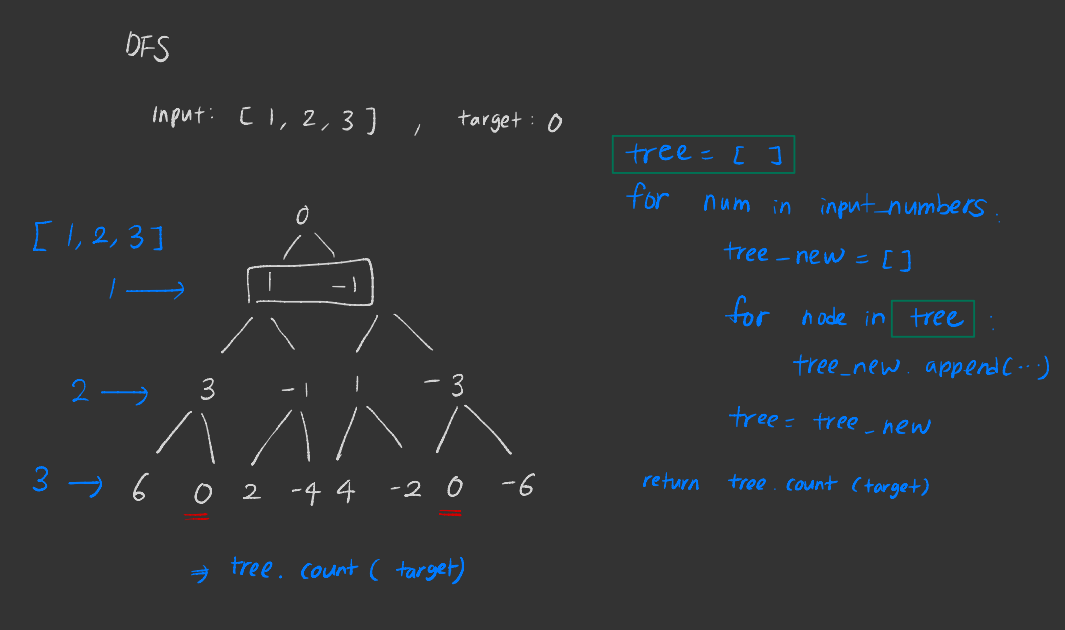 DFS
Input: [ 1, 2, 3 ] , target: 0
[ 1, 2, 3 ]
0
1 → 1 -1
2 → 3 -1 1 -3
3 → 6 0 2 -4 4 -2 0 -6
⇒ tree. count ( target)
tree = [ ]
for num in input_numbers.
tree_new = [ ]
for node in tree :
tree_new. append(...)
tree = tree_new
return tree. count (target)